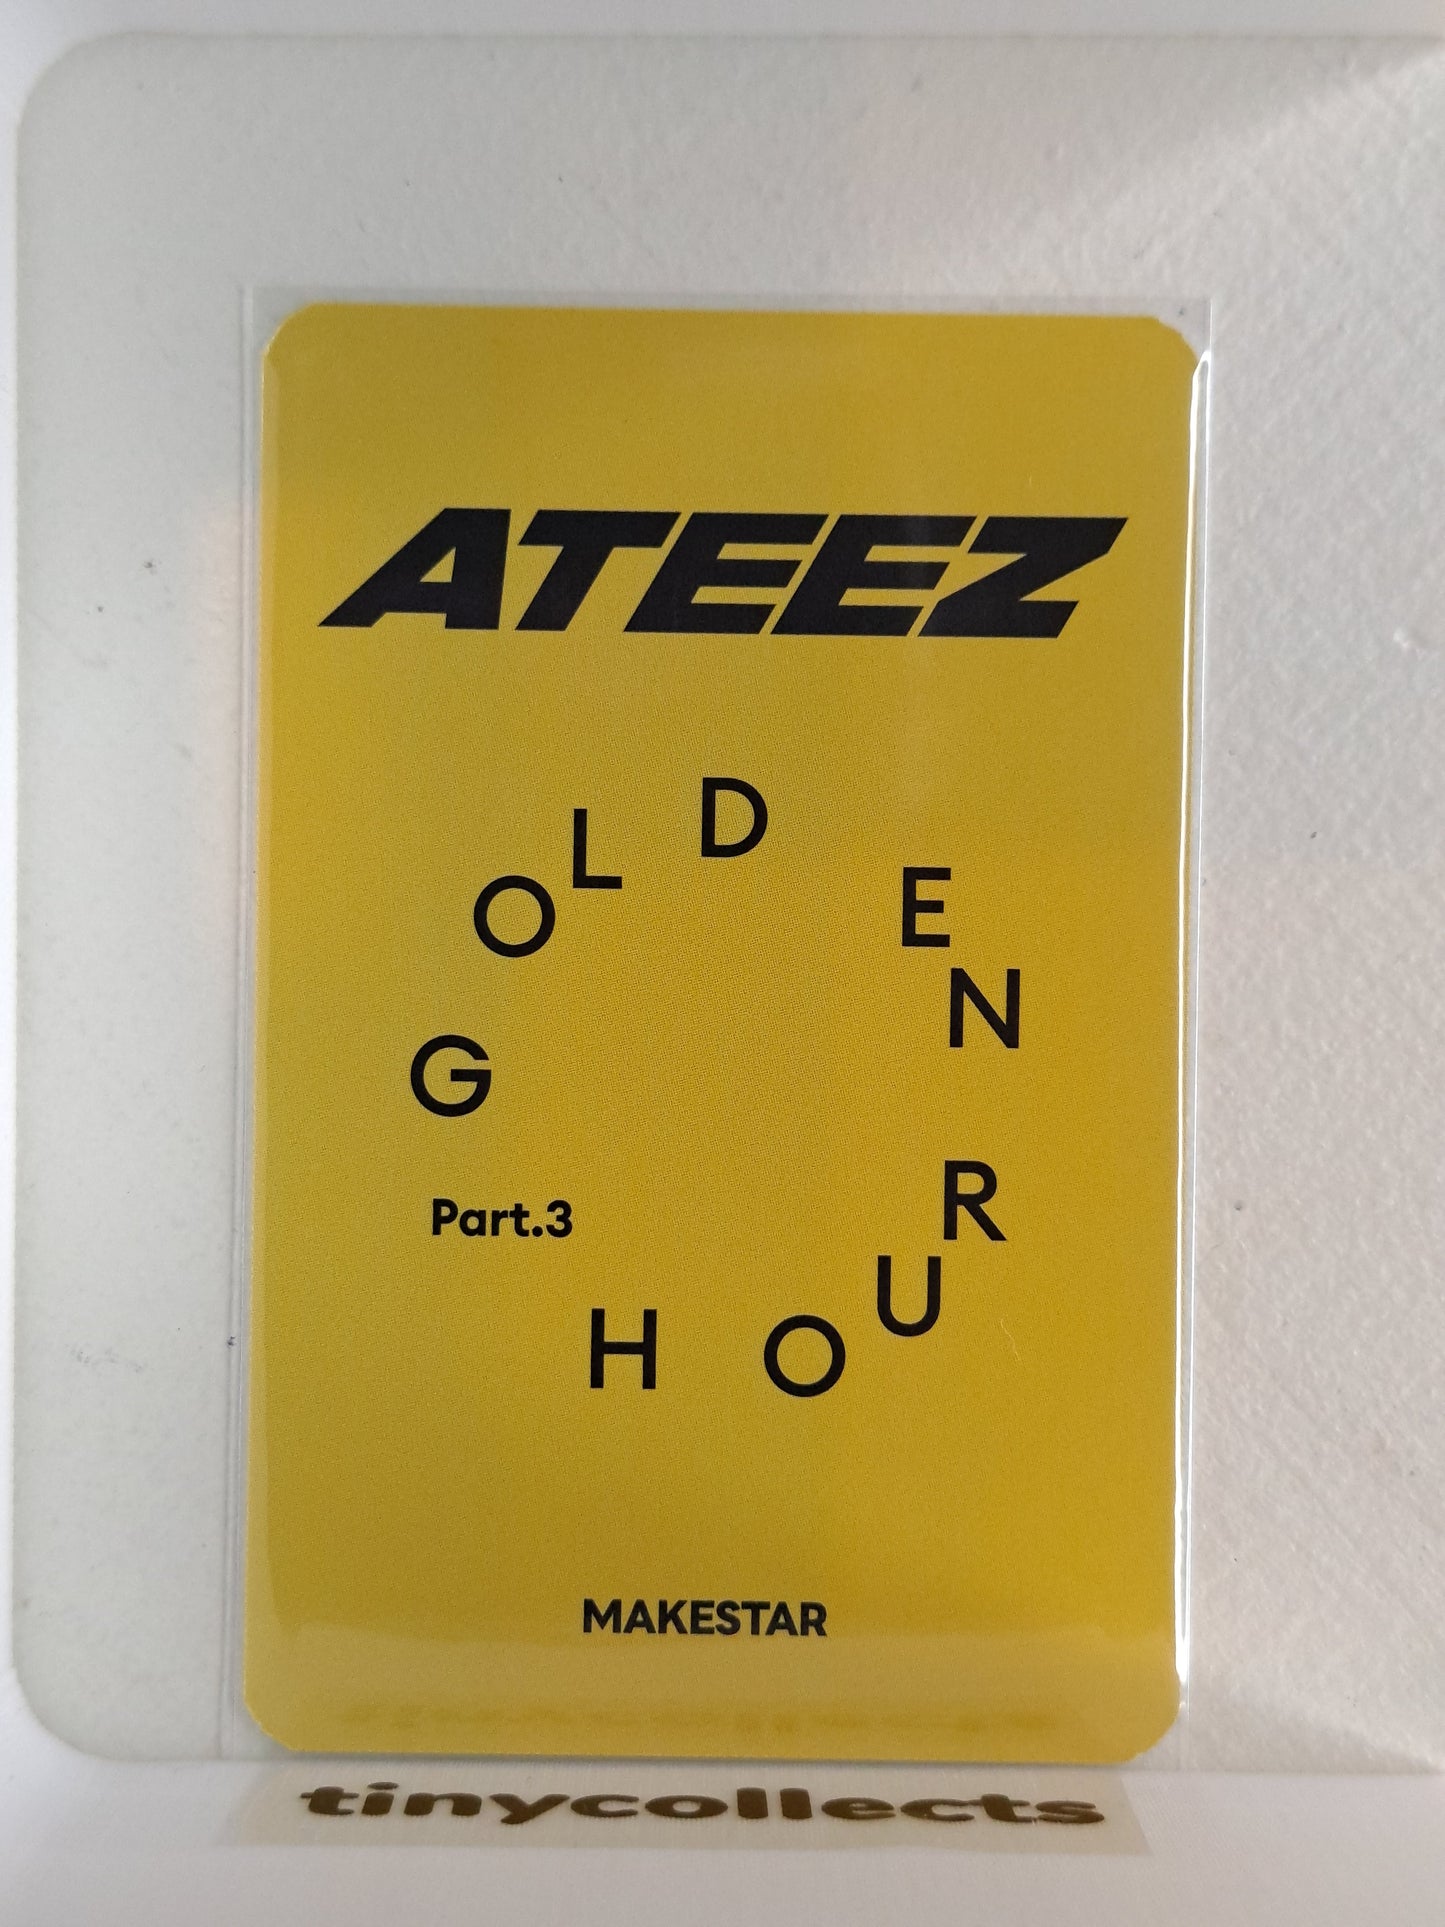 ATEEZ
GOLDEN
Part.3
HOUR
MAKESTAR
tinycollects